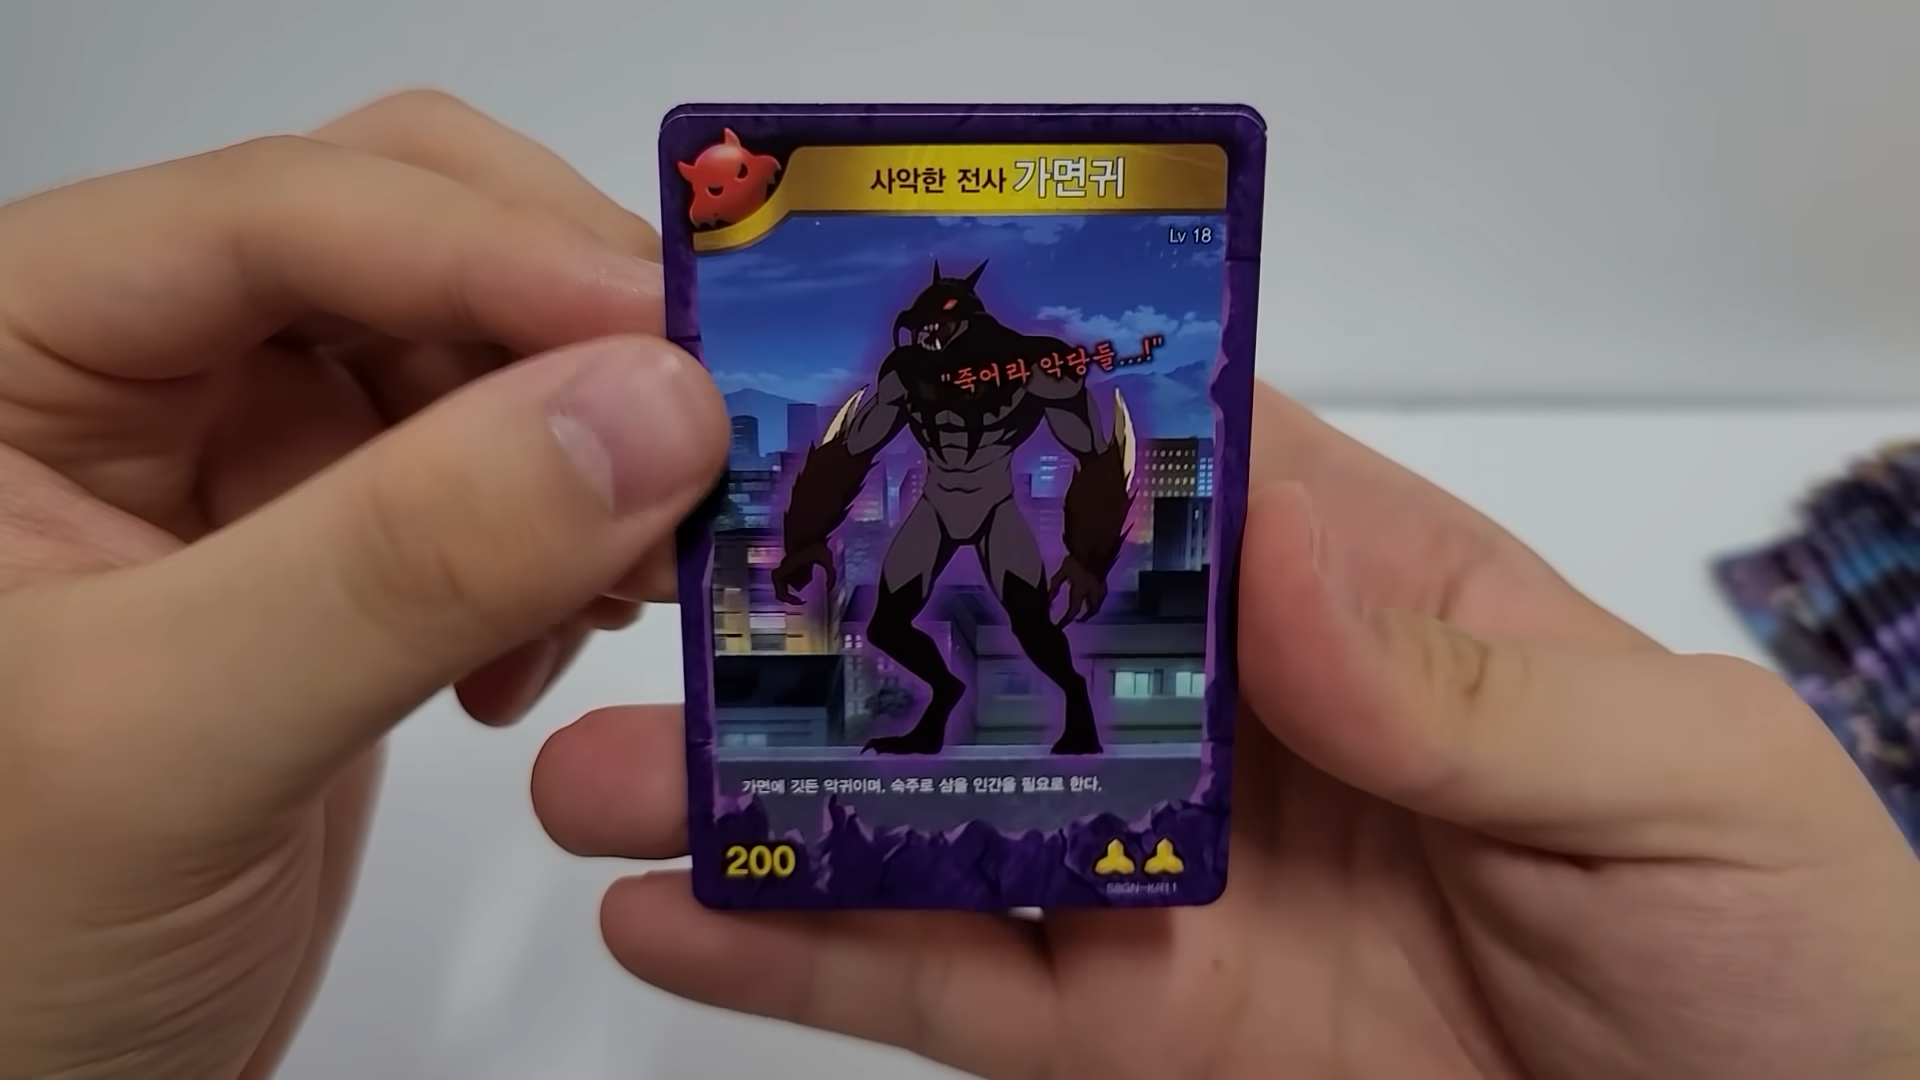 사악한 전사 가면귀
Lv 18
"죽어라 악당들...!"
가면에 깃든 악귀이며, 숙주로 삼을 인간을 필요로 한다.
200